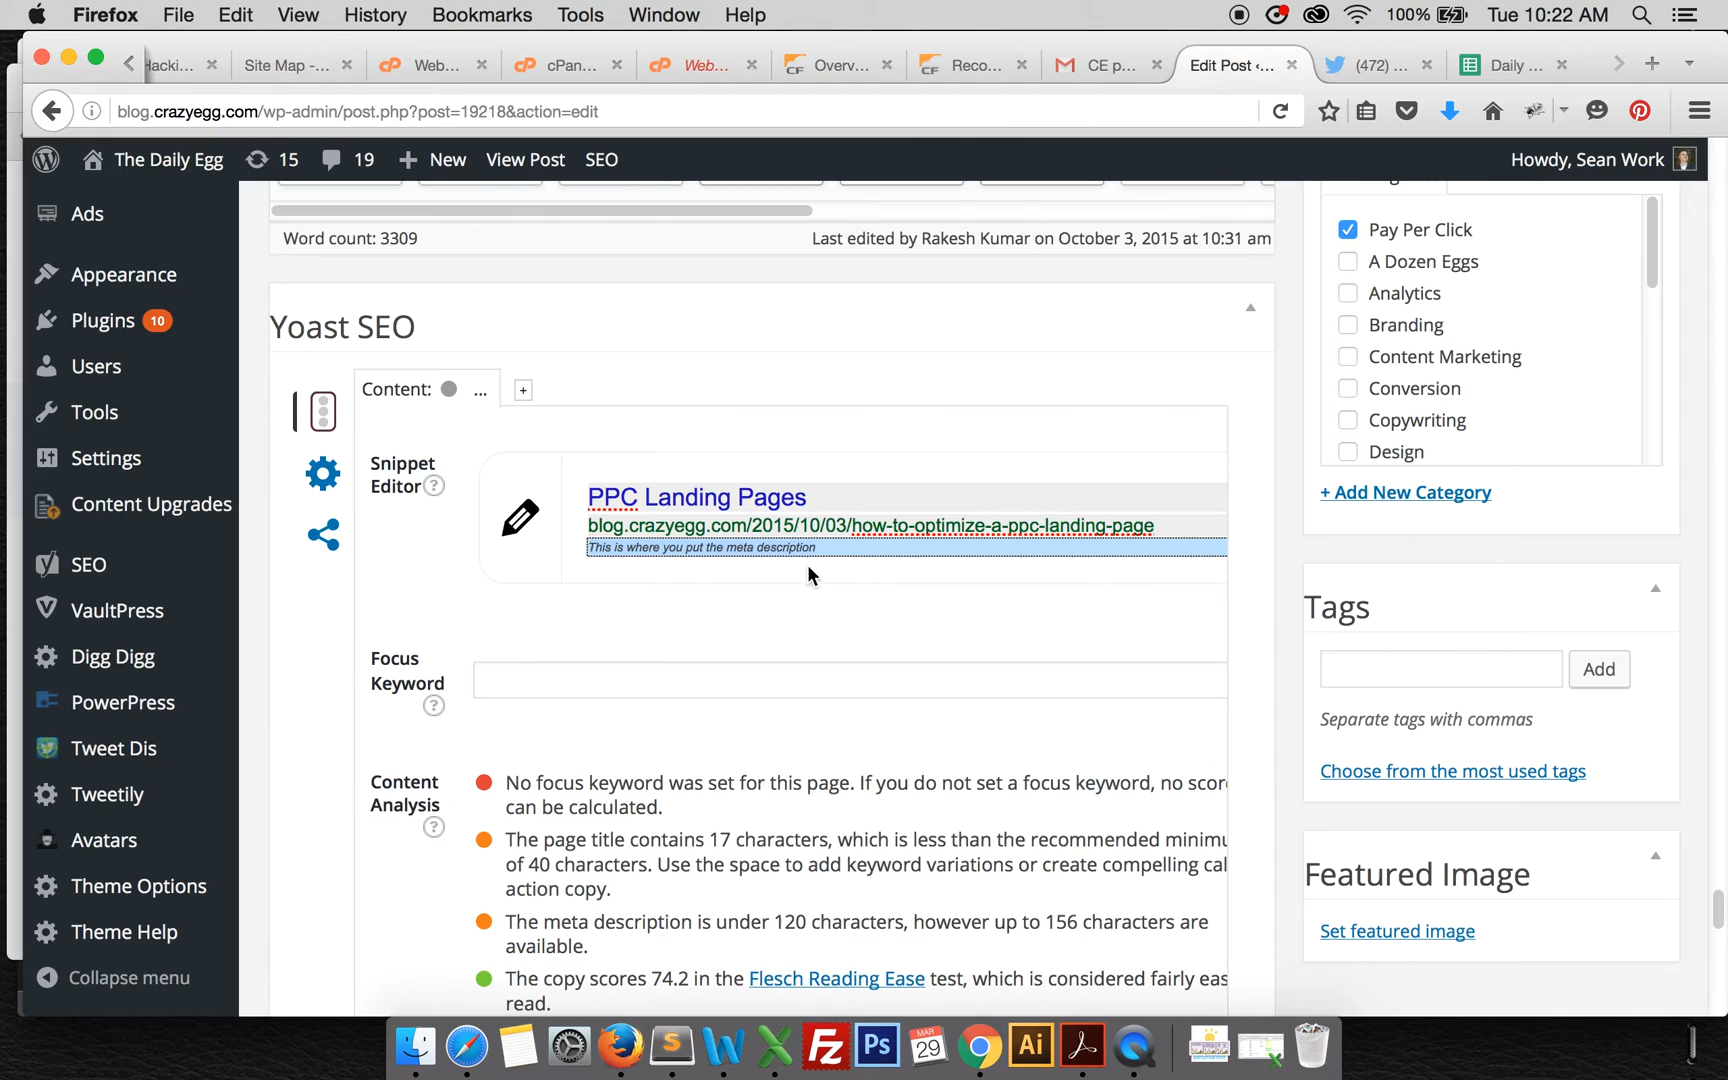 Firefox File Edit View History Bookmarks Tools Window Help 100% Tue 10:22 AM
Hacki... Site Map -... Web... cPan... Web... Overv... Reco... CE p... Edit Post ‹... (472) ... Daily ...
blog.crazyegg.com/wp-admin/post.php?post=19218&action=edit
The Daily Egg 15 19 New View Post SEO Howdy, Sean Work
Ads
Appearance
Plugins 10
Users
Tools
Settings
Content Upgrades
SEO
VaultPress
Digg Digg
PowerPress
Tweet Dis
Tweetily
Avatars
Theme Options
Theme Help
Collapse menu
Word count: 3309 Last edited by Rakesh Kumar on October 3, 2015 at 10:31 am
Yoast SEO
Content: ... +
Snippet
Editor ?
PPC Landing Pages
blog.crazyegg.com/2015/10/03/how-to-optimize-a-ppc-landing-page
This is where you put the meta description
Focus
Keyword
?
Content
Analysis
?
No focus keyword was set for this page. If you do not set a focus keyword, no scor
can be calculated.
The page title contains 17 characters, which is less than the recommended minimu
of 40 characters. Use the space to add keyword variations or create compelling cal
action copy.
The meta description is under 120 characters, however up to 156 characters are
available.
The copy scores 74.2 in the Flesch Reading Ease test, which is considered fairly eas
read.
Pay Per Click
A Dozen Eggs
Analytics
Branding
Content Marketing
Conversion
Copywriting
Design
+ Add New Category
Tags
Add
Separate tags with commas
Choose from the most used tags
Featured Image
Set featured image
Fz Ps MAR 29 Ai